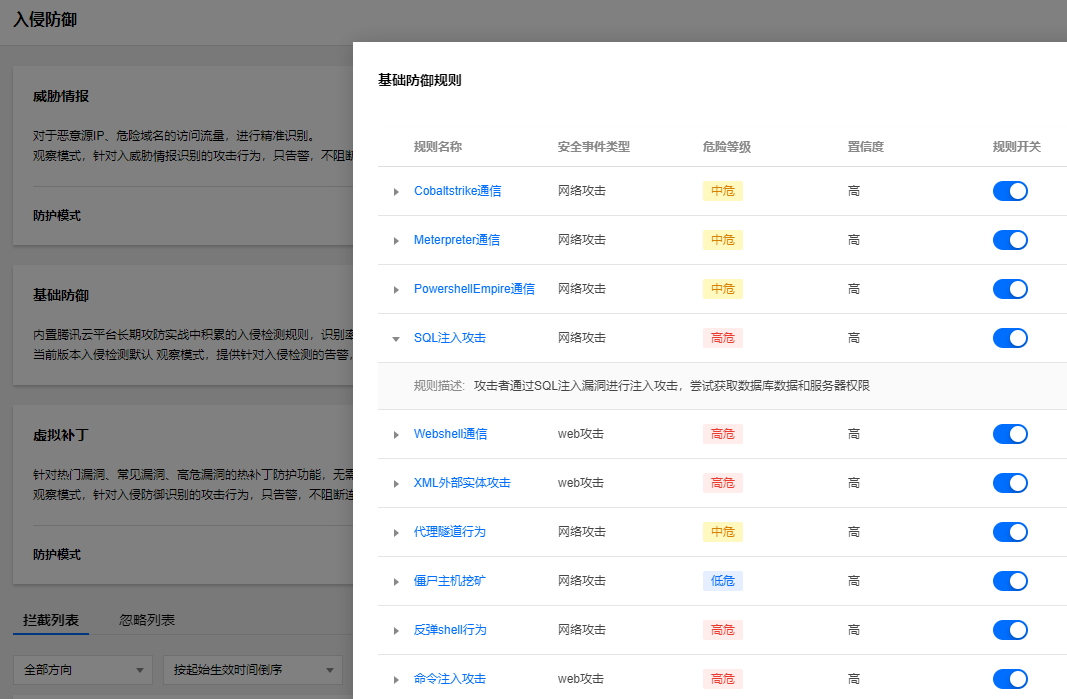 入侵防御
威胁情报
对于恶意源IP、危险域名的访问流量，进行精准识别。
观察模式，针对入威胁情报识别的攻击行为，只告警，不阻断
防护模式
基础防御
内置腾讯云平台长期攻防实战中积累的入侵检测规则，识别率
当前版本入侵检测默认 观察模式，提供针对入侵检测的告警，
虚拟补丁
针对热门漏洞、常见漏洞、高危漏洞的热补丁防护功能，无需
观察模式，针对入侵防御识别的攻击行为，只告警，不阻断连
防护模式
拦截列表 忽略列表
全部方向 按起始生效时间倒序
基础防御规则
规则名称 安全事件类型 危险等级 置信度 规则开关
Cobaltstrike通信 网络攻击 中危 高
Meterpreter通信 网络攻击 中危 高
PowershellEmpire通信 网络攻击 中危 高
SQL注入攻击 网络攻击 高危 高
规则描述: 攻击者通过SQL注入漏洞进行注入攻击，尝试获取数据库数据和服务器权限
Webshell通信 web攻击 高危 高
XML外部实体攻击 web攻击 高危 高
代理隧道行为 网络攻击 中危 高
僵尸主机挖矿 网络攻击 低危 高
反弹shell行为 网络攻击 高危 高
命令注入攻击 web攻击 高危 高